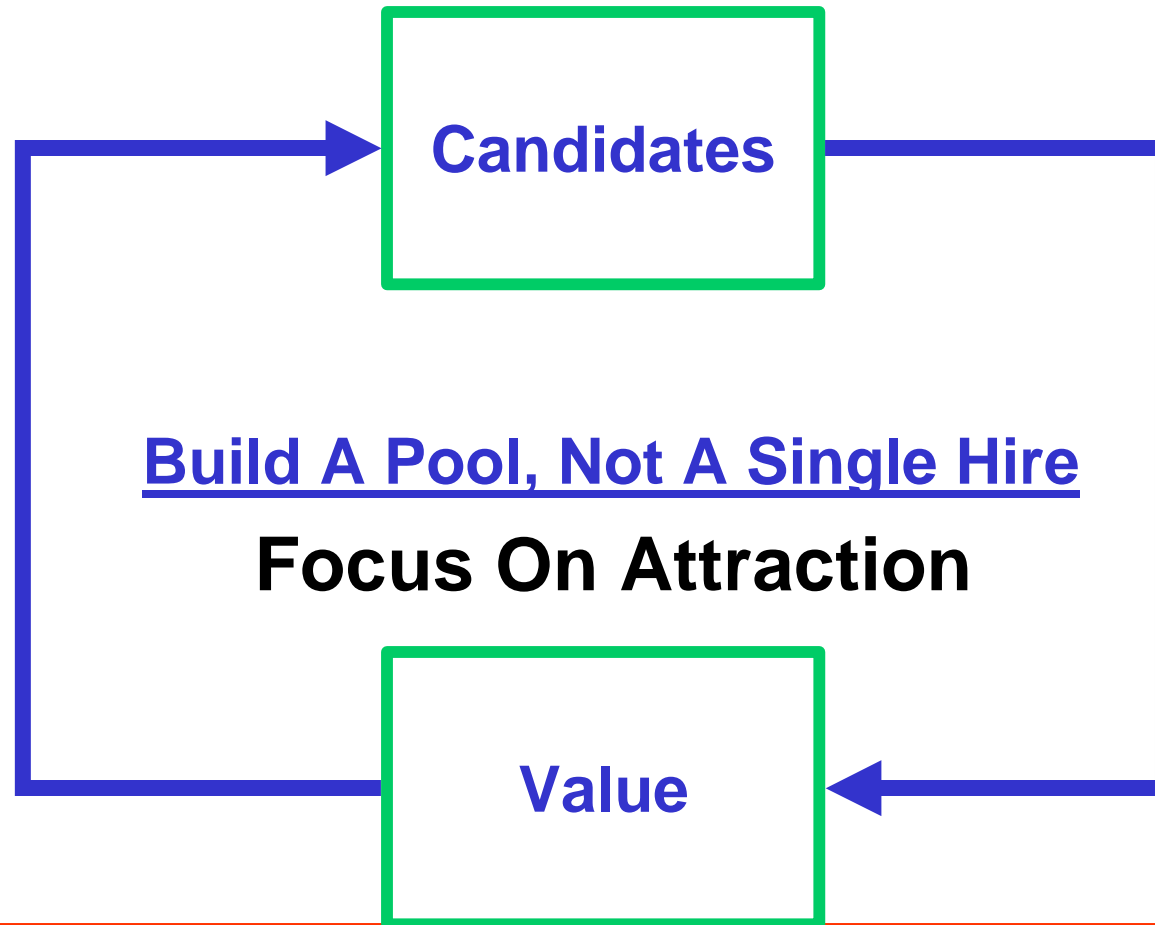 Candidates
Build A Pool, Not A Single Hire
Focus On Attraction
Value